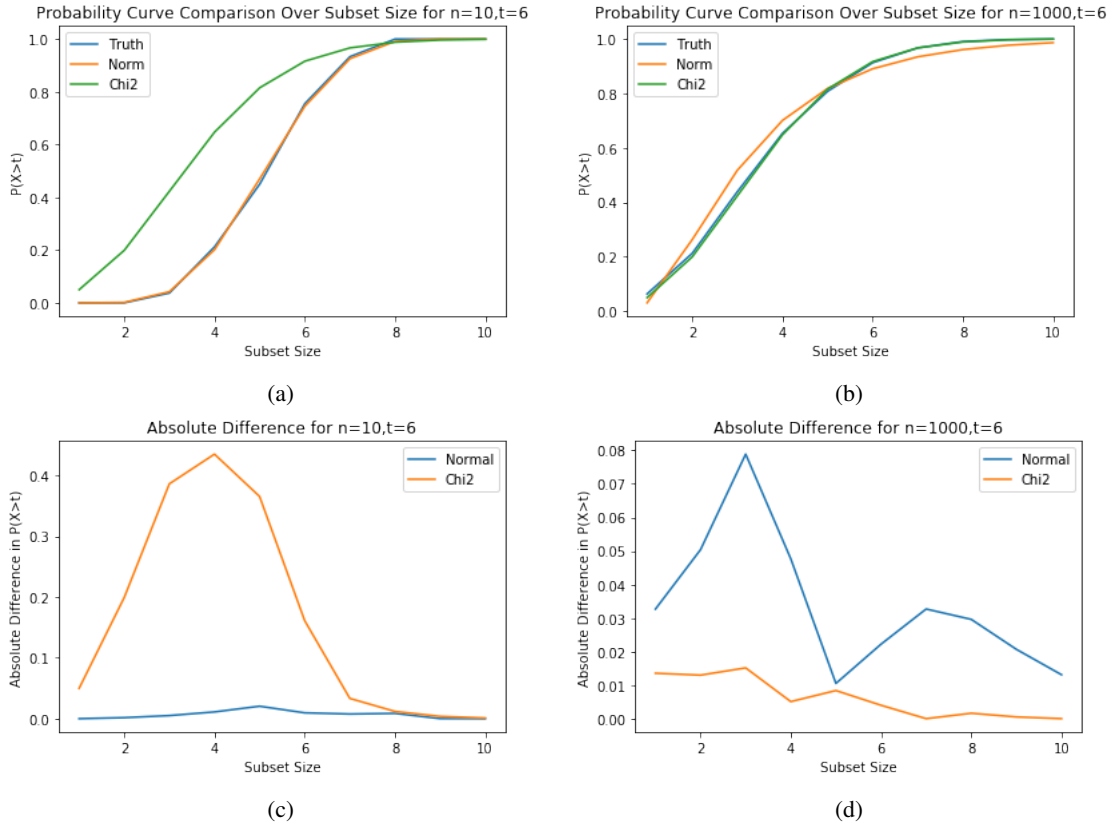 Probability Curve Comparison Over Subset Size for n=10,t=6
P(X>t)
1.0
0.8
0.6
0.4
0.2
0.0
Truth
Norm
Chi2
2 4 6 8 10
Subset Size
(a)
Probability Curve Comparison Over Subset Size for n=1000,t=6
P(X>t)
1.0
0.8
0.6
0.4
0.2
0.0
Truth
Norm
Chi2
2 4 6 8 10
Subset Size
(b)
Absolute Difference for n=10,t=6
Absolute Difference in P(X>t)
0.4
0.3
0.2
0.1
0.0
Normal
Chi2
2 4 6 8 10
Subset Size
(c)
Absolute Difference for n=1000,t=6
Absolute Difference in P(X>t)
0.08
0.07
0.06
0.05
0.04
0.03
0.02
0.01
0.00
Normal
Chi2
2 4 6 8 10
Subset Size
(d)